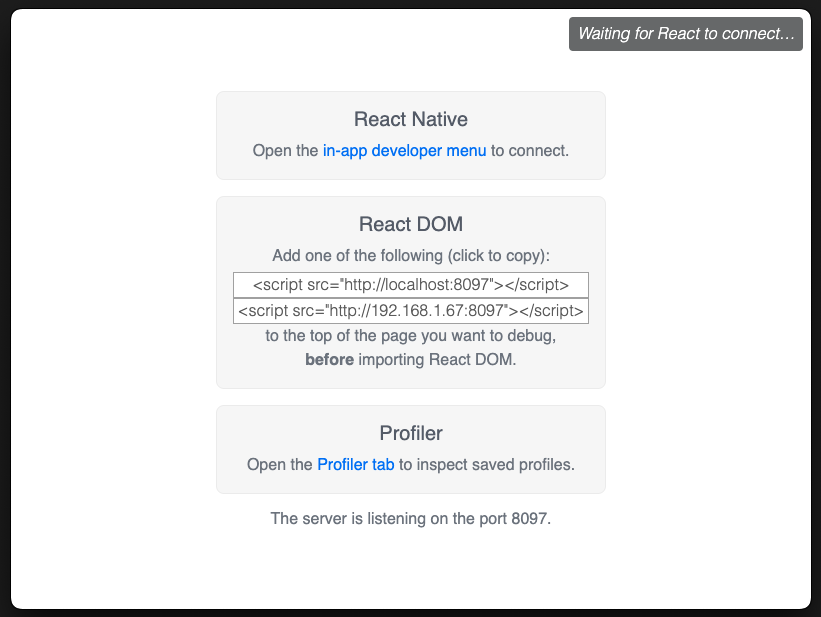 Waiting for React to connect…
React Native
Open the in-app developer menu to connect.
React DOM
Add one of the following (click to copy):
<script src="http://localhost:8097"></script>
<script src="http://192.168.1.67:8097"></script>
to the top of the page you want to debug,
before importing React DOM.
Profiler
Open the Profiler tab to inspect saved profiles.
The server is listening on the port 8097.